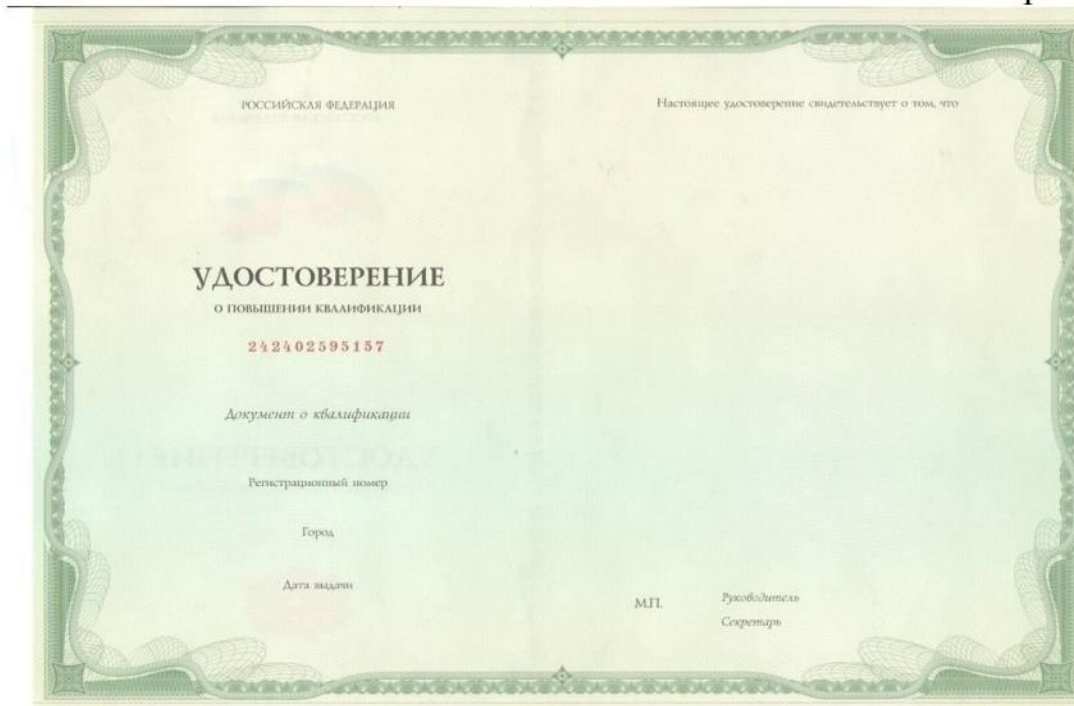 РОССИЙСКАЯ ФЕДЕРАЦИЯ
УДОСТОВЕРЕНИЕ
О ПОВЫШЕНИИ КВАЛИФИКАЦИИ
242402595157
Документ о квалификации
Регистрационный номер
Город
Дата выдачи
Настоящее удостоверение свидетельствует о том, что
М.П.
Руководитель
Секретарь